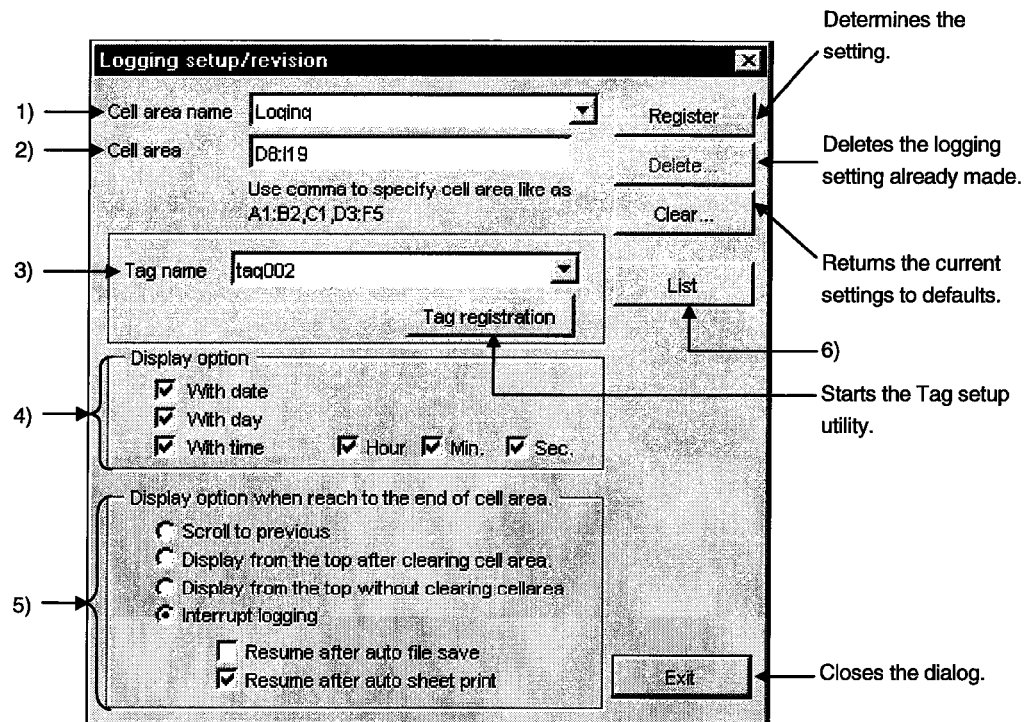 Determines the
setting.
Logging setup/revision
1)
Cell area name
Loqinq
Register
2)
Cell area
D8:I19
Delete...
Deletes the logging
setting already made.
Use comma to specify cell area like as
A1:B2,C1,D3:F5
Clear...
3)
Tag name
taq002
List
Returns the current
settings to defaults.
Tag registration
6)
Display option
4)
With date
With day
With time
Hour
Min.
Sec.
Starts the Tag setup
utility.
Display option when reach to the end of cell area.
5)
Scroll to previous
Display from the top after clearing cell area.
Display from the top without clearing cellarea
Interrupt logging
Resume after auto file save
Resume after auto sheet print
Exit
Closes the dialog.